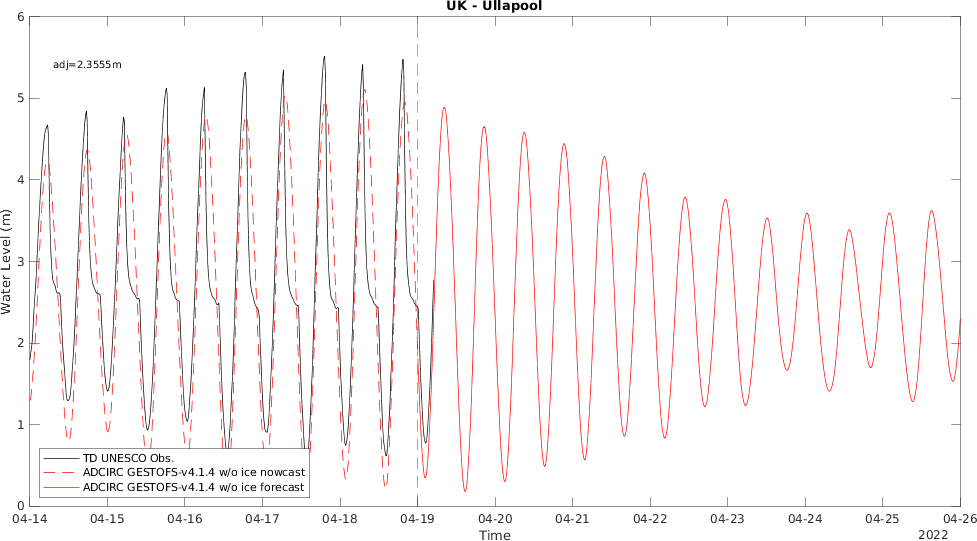 UK - Ullapool
adj=2.3555m
Water Level (m)
6
5
4
3
2
1
0
TD UNESCO Obs.
ADCIRC GESTOFS-v4.1.4 w/o ice nowcast
ADCIRC GESTOFS-v4.1.4 w/o ice forecast
04-14 04-15 04-16 04-17 04-18 04-19 04-20 04-21 04-22 04-23 04-24 04-25 04-26
Time
2022